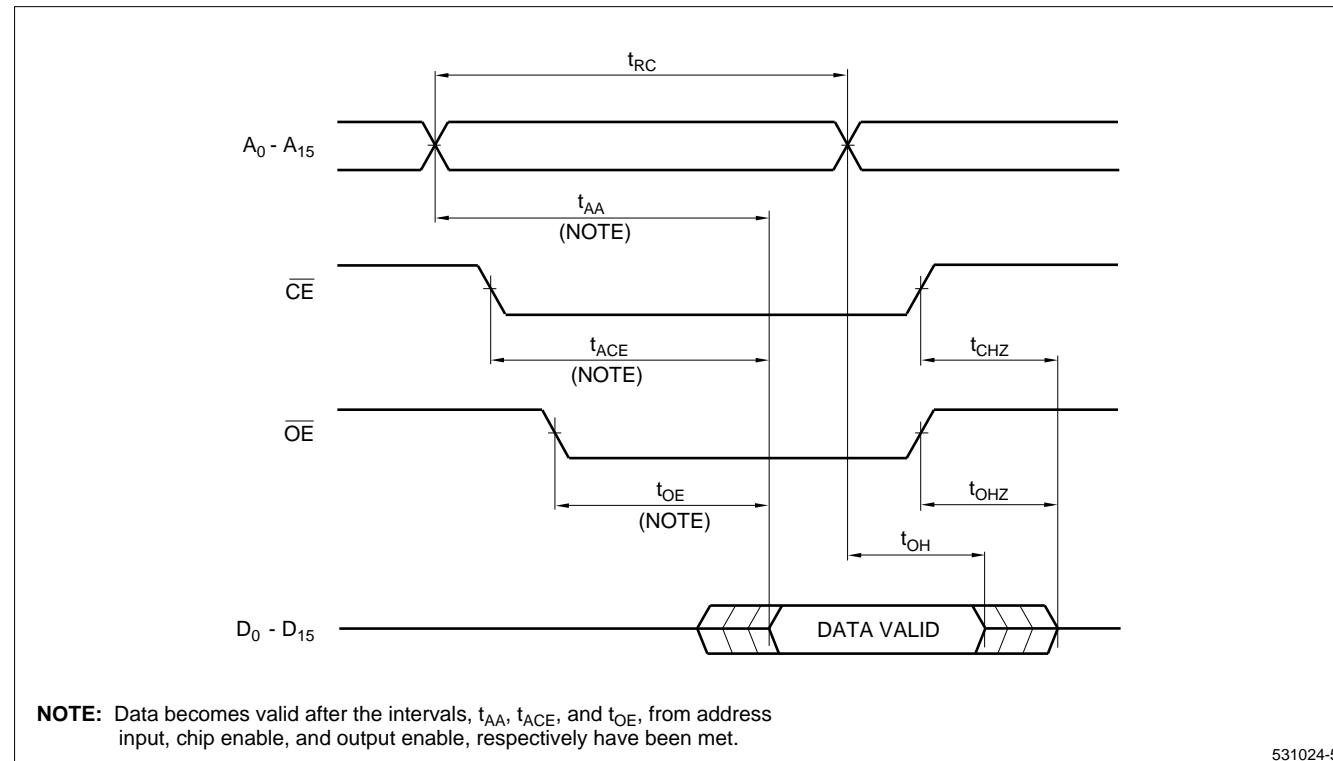 tRC
A0 - A15
tAA
(NOTE)
CE
tACE
(NOTE)
tCHZ
OE
tOE
(NOTE)
tOHZ
tOH
D0 - D15
DATA VALID
NOTE: Data becomes valid after the intervals, tAA, tACE, and tOE, from address
input, chip enable, and output enable, respectively have been met.
531024-5